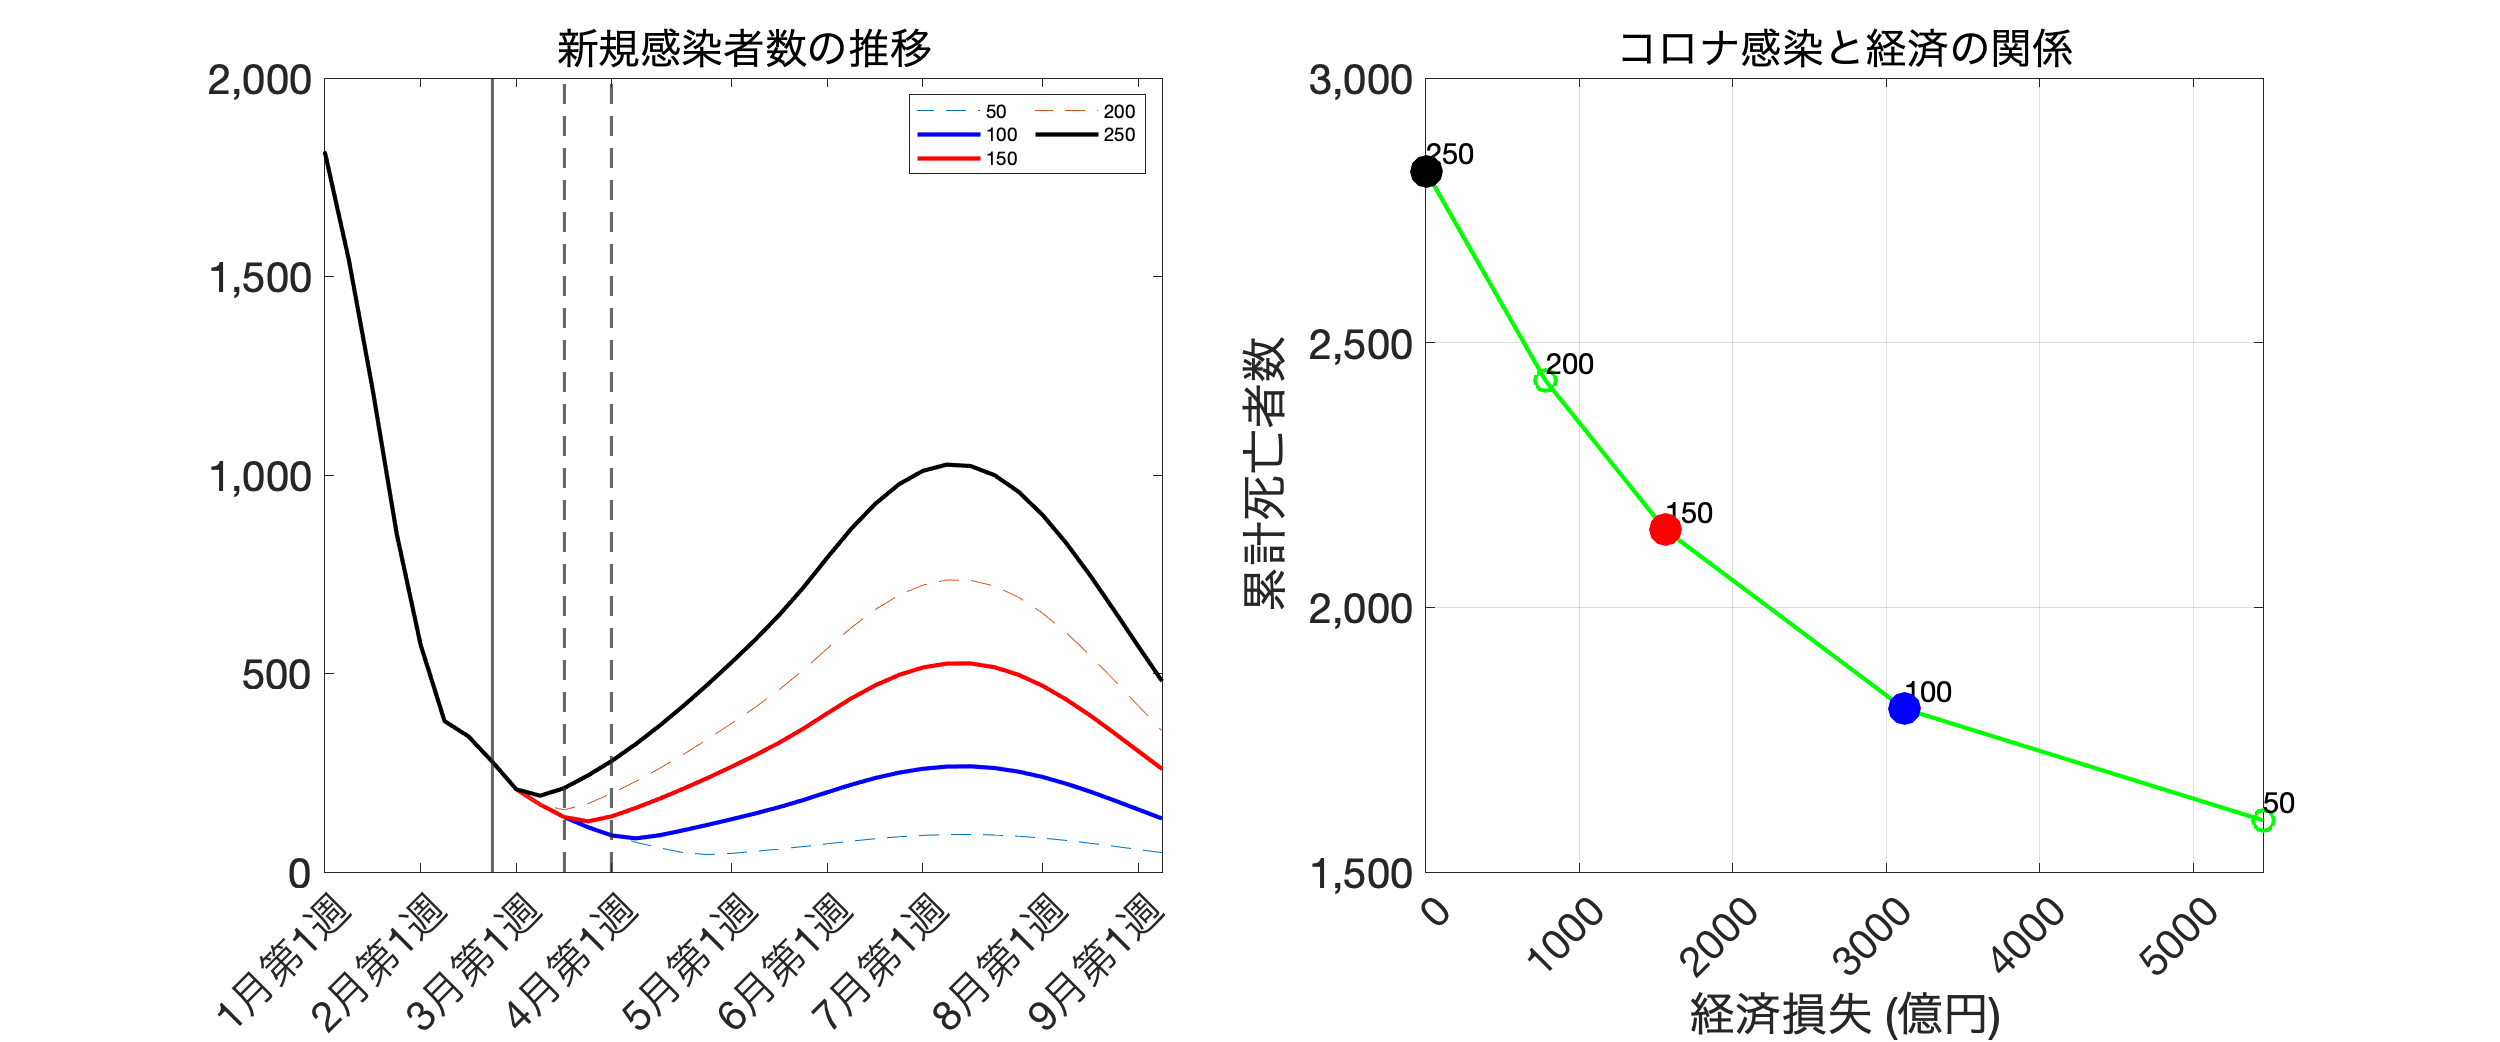 新規感染者数の推移
2,000
1,500
1,000
500
0
50
200
100
250
150
1月第1週
2月第1週
3月第1週
4月第1週
5月第1週
6月第1週
7月第1週
8月第1週
9月第1週
コロナ感染と経済の関係
累計死亡者数
3,000
2,500
2,000
1,500
250
200
150
100
50
0
1000
2000
3000
4000
5000
経済損失 (億円)